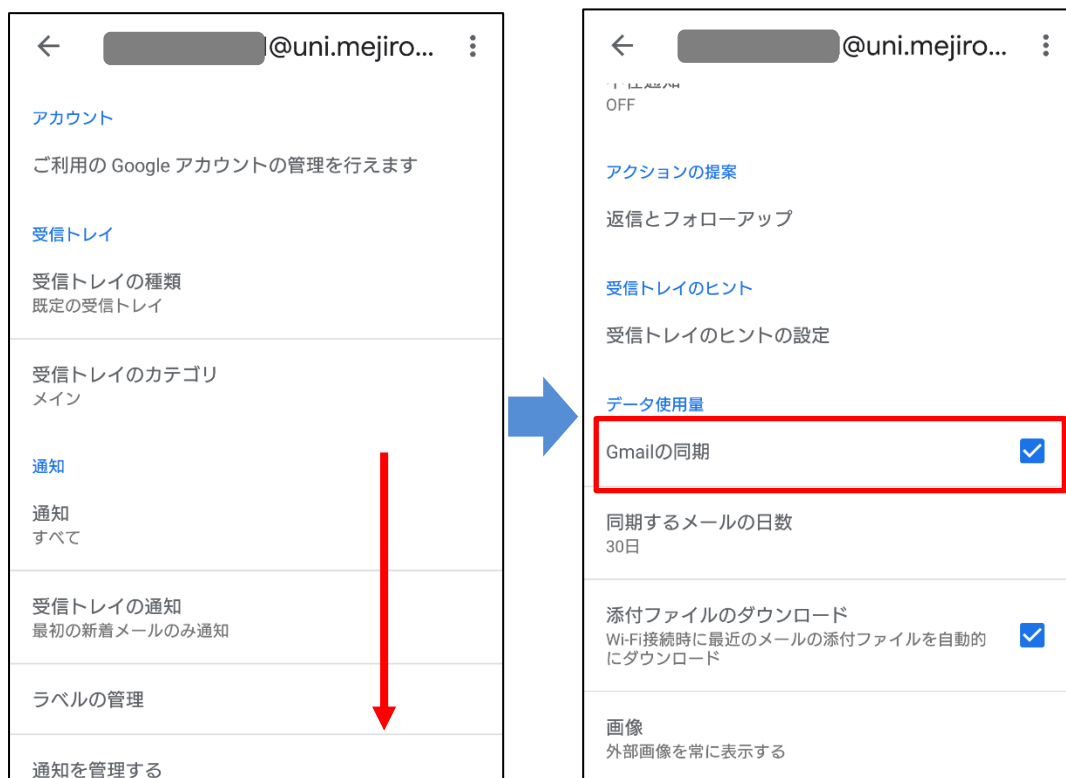 @uni.mejiro...
アカウント
ご利用の Google アカウントの管理を行えます
受信トレイ
受信トレイの種類
既定の受信トレイ
受信トレイのカテゴリ
メイン
通知
通知
すべて
受信トレイの通知
最初の新着メールのみ通知
ラベルの管理
通知を管理する
@uni.mejiro...
OFF
アクションの提案
返信とフォローアップ
受信トレイのヒント
受信トレイのヒントの設定
データ使用量
Gmailの同期
同期するメールの日数
30日
添付ファイルのダウンロード
Wi-Fi接続時に最近のメールの添付ファイルを自動的
にダウンロード
画像
外部画像を常に表示する